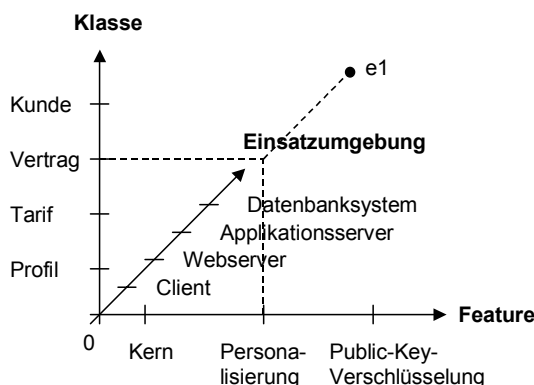 Klasse
e1
Kunde
Einsatzumgebung
Vertrag
Datenbanksystem
Tarif
Applikationsserver
Webserver
Profil
Client
Feature
0
Kern
Persona-
lisierung
Public-Key-
Verschlüsselung